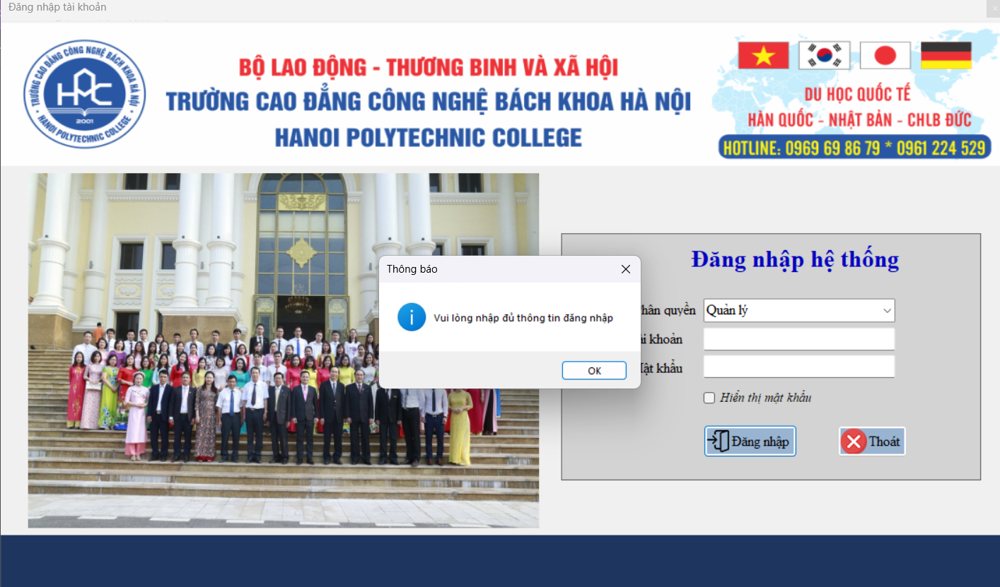 Đăng nhập tài khoản
TRƯỜNG CAO ĐẲNG CÔNG NGHỆ BÁCH KHOA HÀ NỘI
HPC
2001
HANOI POLYTECHNIC COLLEGE
BỘ LAO ĐỘNG - THƯƠNG BINH VÀ XÃ HỘI
TRƯỜNG CAO ĐẲNG CÔNG NGHỆ BÁCH KHOA HÀ NỘI
HANOI POLYTECHNIC COLLEGE
DU HỌC QUỐC TẾ
HÀN QUỐC - NHẬT BẢN - CHLB ĐỨC
HOTLINE: 0969 69 86 79 * 0961 224 529
Đăng nhập hệ thống
hân quyền Quản lý
ài khoản
ật khẩu
Hiển thị mật khẩu
Đăng nhập Thoát
Thông báo
Vui lòng nhập đủ thông tin đăng nhập
OK